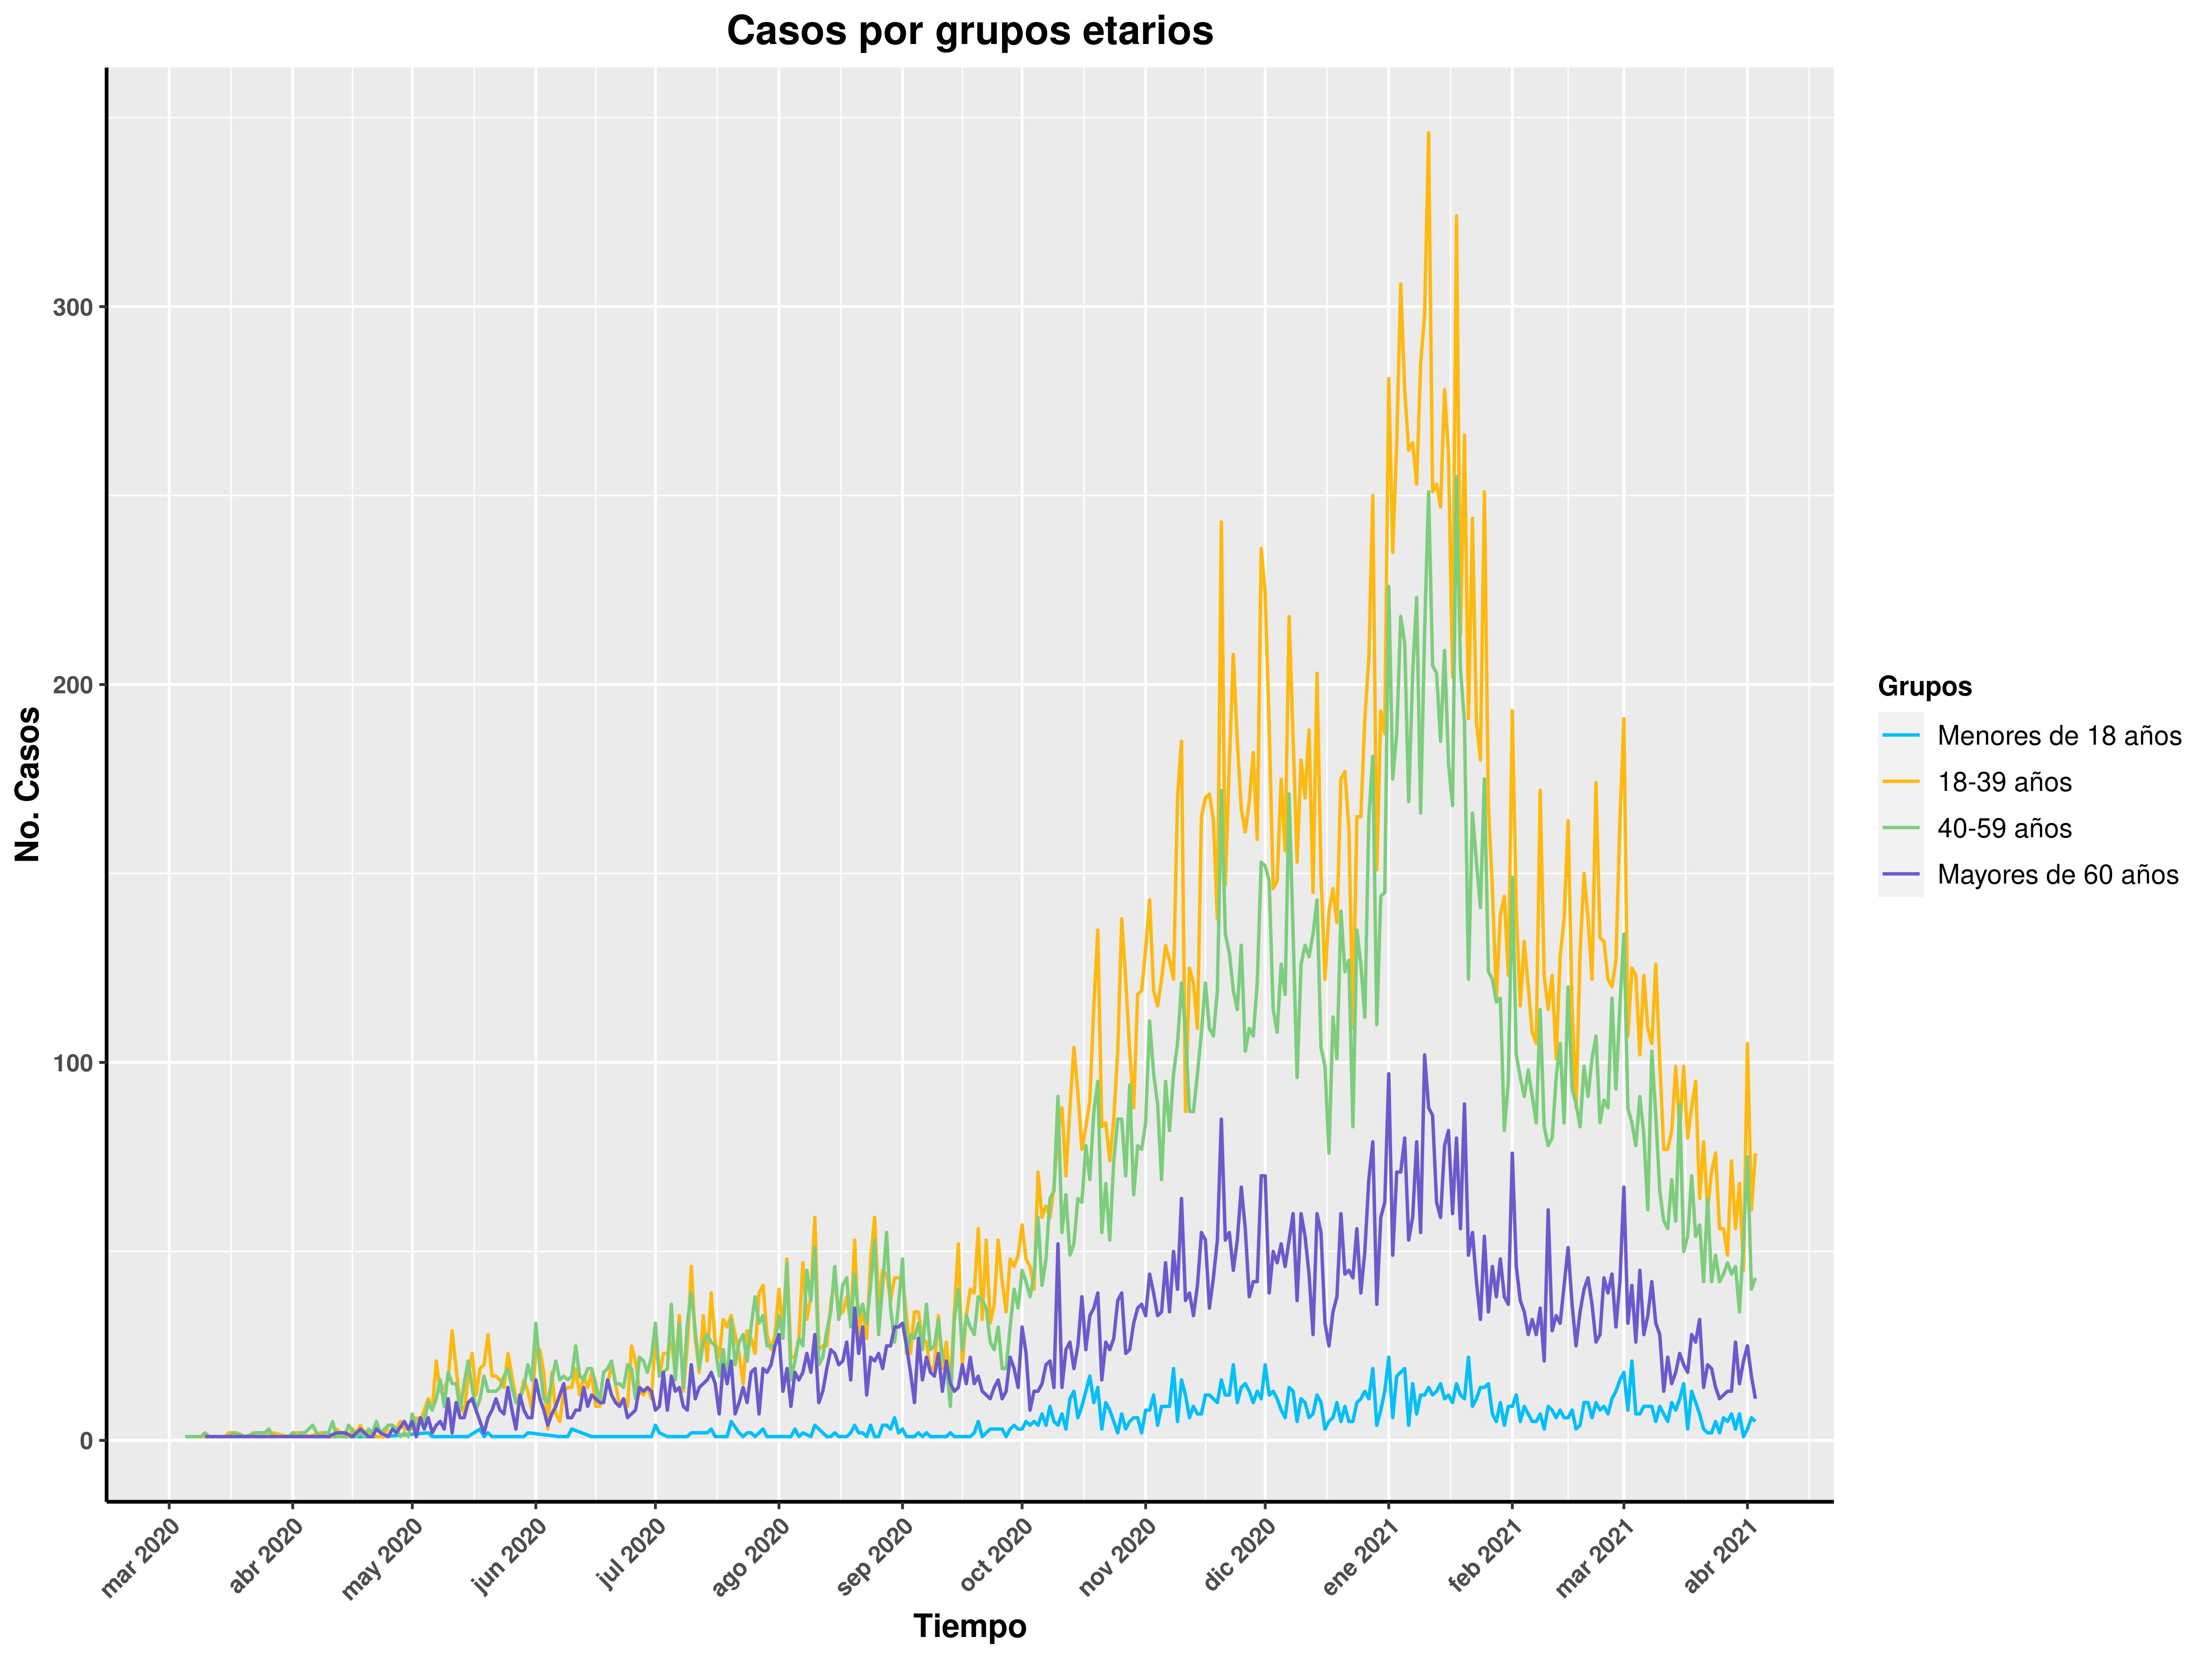 Casos por grupos etarios
No. Casos
300
200
100
0
mar 2020
abr 2020
may 2020
jun 2020
jul 2020
ago 2020
sep 2020
oct 2020
nov 2020
dic 2020
ene 2021
feb 2021
mar 2021
abr 2021
Tiempo
Grupos
Menores de 18 años
18-39 años
40-59 años
Mayores de 60 años